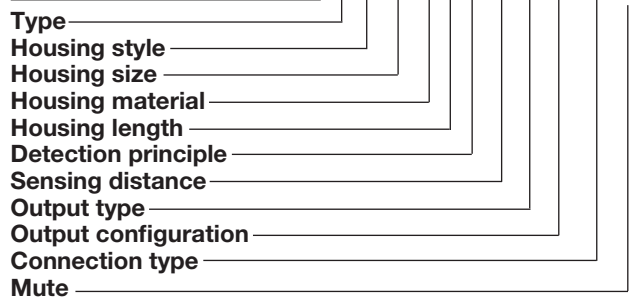 Type
Housing style
Housing size
Housing material
Housing length
Detection principle
Sensing distance
Output type
Output configuration
Connection type
Mute